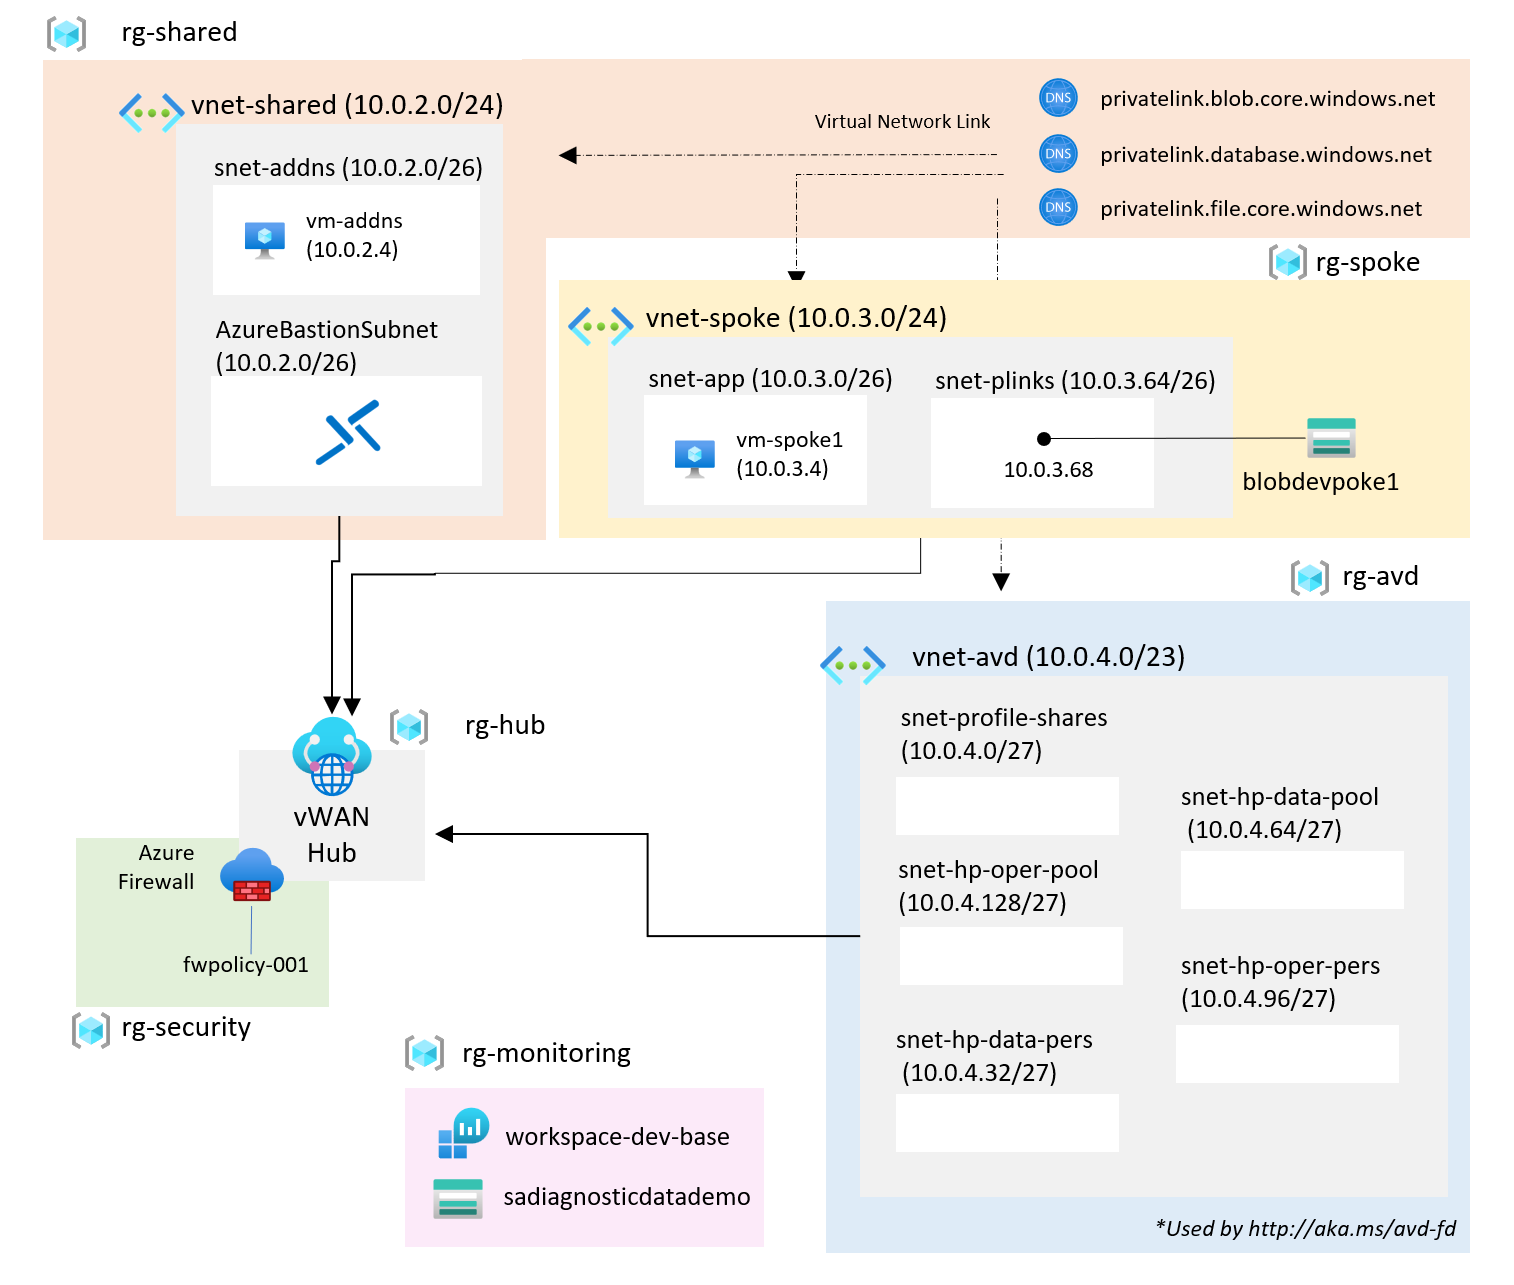 rg-shared
vnet-shared (10.0.2.0/24)
snet-addns (10.0.2.0/26)
vm-addns
(10.0.2.4)
AzureBastionSubnet
(10.0.2.0/26)
Virtual Network Link
DNS
privatelink.blob.core.windows.net
DNS
privatelink.database.windows.net
DNS
privatelink.file.core.windows.net
rg-spoke
vnet-spoke (10.0.3.0/24)
snet-app (10.0.3.0/26)
vm-spoke1
(10.0.3.4)
snet-plinks (10.0.3.64/26)
10.0.3.68
blobdevpoke1
rg-avd
vnet-avd (10.0.4.0/23)
snet-profile-shares
(10.0.4.0/27)
snet-hp-data-pool
(10.0.4.64/27)
snet-hp-oper-pool
(10.0.4.128/27)
snet-hp-oper-pers
(10.0.4.96/27)
snet-hp-data-pers
(10.0.4.32/27)
*Used by http://aka.ms/avd-fd
rg-hub
vWAN
Hub
Azure
Firewall
fwpolicy-001
rg-security
rg-monitoring
workspace-dev-base
sadiagnosticdatademo